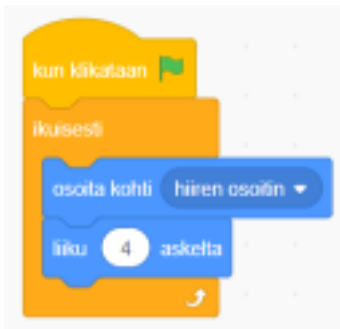 kun klikataan
ikuisesti
osoita kohti hiiren osoitin
liiku 4 askelta